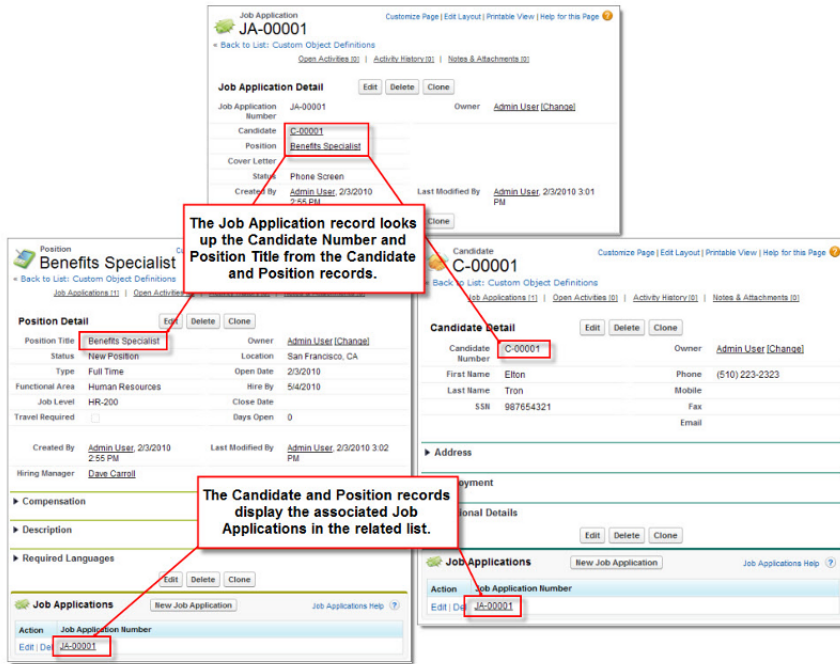 Job Application
JA-00001
Customize Page | Edit Layout | Printable View | Help for this Page
« Back to List: Custom Object Definitions
Open Activities [0] | Activity History [0] | Notes & Attachments [0]
Job Application Detail Edit Delete Clone
Job Application Number JA-00001 Owner Admin User [Change]
Candidate C-00001
Position Benefits Specialist
Cover Letter
Status Phone Screen
Created By Admin User, 2/3/2010 2:55 PM Last Modified By Admin User, 2/3/2010 3:01 PM
Clone
The Job Application record looks
up the Candidate Number and
Position Title from the Candidate
and Position records.
Position
Benefits Specialist
« Back to List: Custom Object Definitions
Job Applications [1] | Open Activities
Position Detail Edit Delete Clone
Position Title Benefits Specialist Owner Admin User [Change]
Status New Position Location San Francisco, CA
Type Full Time Open Date 2/3/2010
Functional Area Human Resources Hire By 5/4/2010
Job Level HR-200 Close Date
Travel Required Days Open 0
Created By Admin User, 2/3/2010 2:55 PM Last Modified By Admin User, 2/3/2010 3:02 PM
Hiring Manager Dave Carroll
Compensation
Description
Required Languages
Edit Delete Clone
Job Applications New Job Application Job Applications Help ?
Action Job Application Number
Edit | Del JA-00001
Candidate
C-00001
Customize Page | Edit Layout | Printable View | Help for this Page
« Back to List: Custom Object Definitions
Job Applications [1] | Open Activities [0] | Activity History [0] | Notes & Attachments [0]
Candidate Detail Edit Delete Clone
Candidate Number C-00001 Owner Admin User [Change]
First Name Elton Phone (510) 223-2323
Last Name Tron Mobile
SSN 987654321 Fax
Email
Address
The Candidate and Position records
display the associated Job
Applications in the related list.
Edit Delete Clone
Job Applications New Job Application Job Applications Help ?
Action Job Application Number
Edit | Del JA-00001